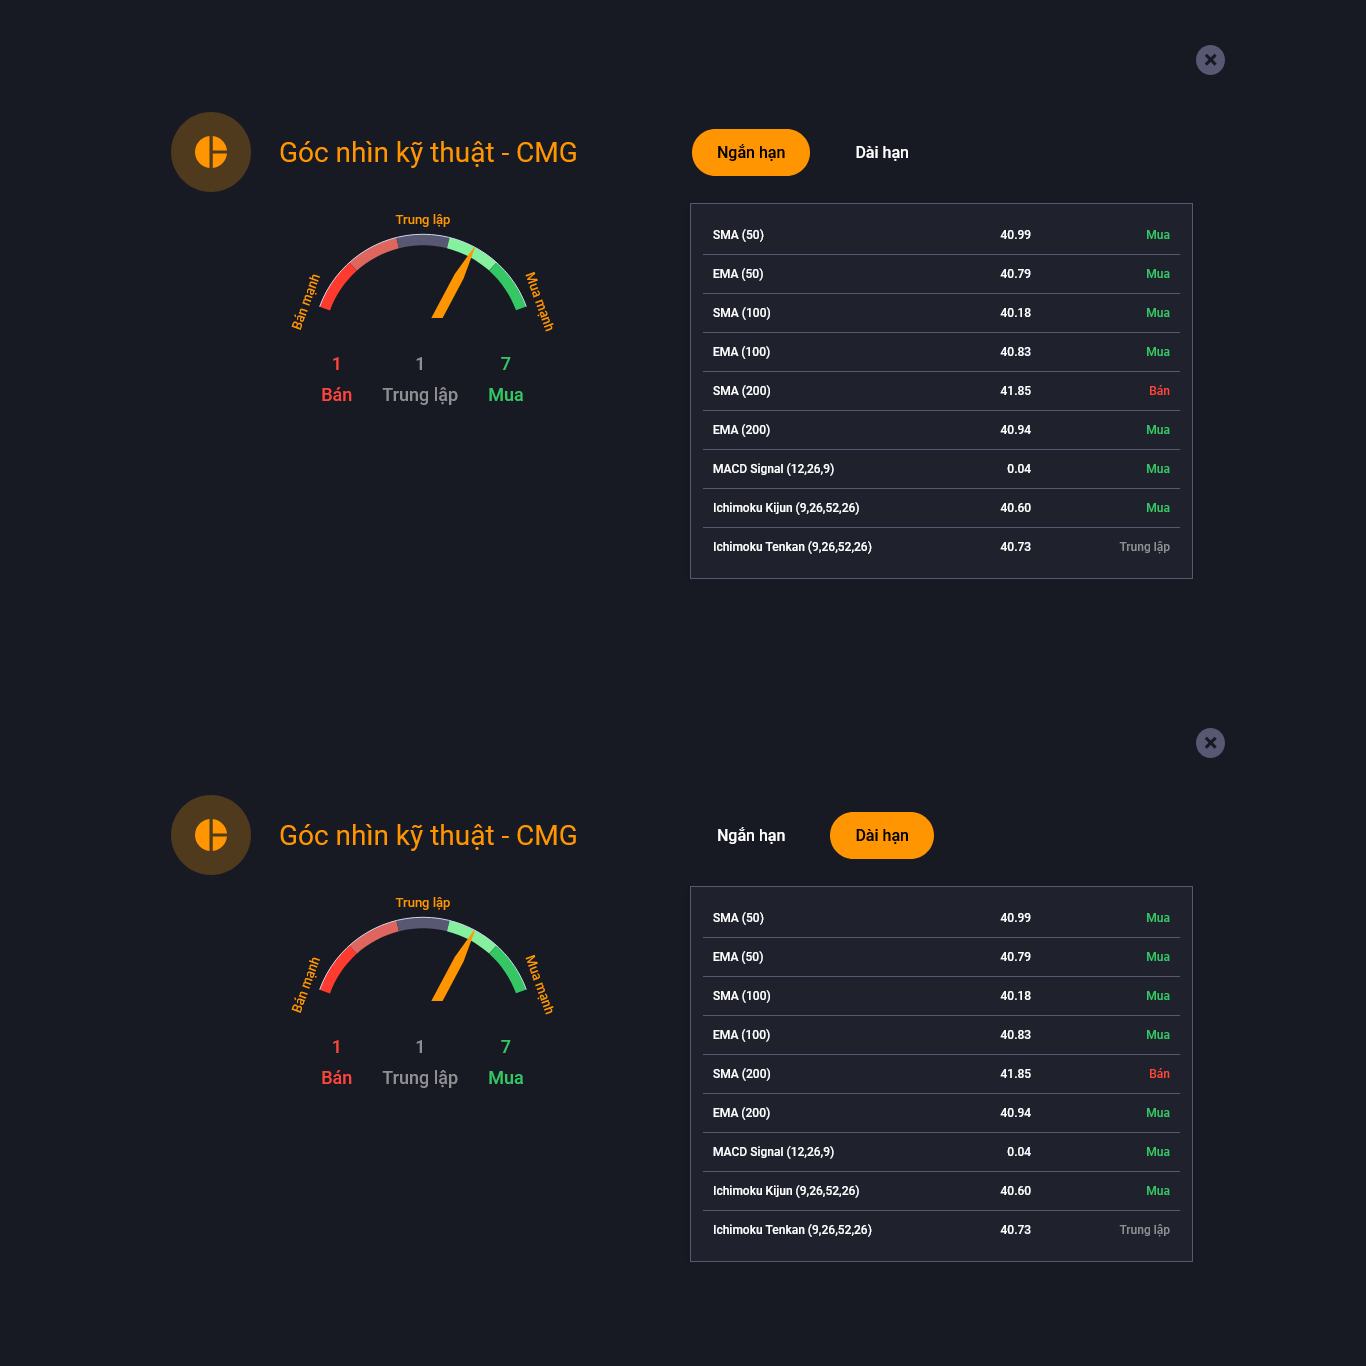 Góc nhìn kỹ thuật - CMG
Ngắn hạn
Dài hạn
Trung lập
Bán mạnh
Mua mạnh
1
1
7
Bán
Trung lập
Mua
SMA (50) 40.99 Mua
EMA (50) 40.79 Mua
SMA (100) 40.18 Mua
EMA (100) 40.83 Mua
SMA (200) 41.85 Bán
EMA (200) 40.94 Mua
MACD Signal (12,26,9) 0.04 Mua
Ichimoku Kijun (9,26,52,26) 40.60 Mua
Ichimoku Tenkan (9,26,52,26) 40.73 Trung lập
Góc nhìn kỹ thuật - CMG
Ngắn hạn
Dài hạn
Trung lập
Bán mạnh
Mua mạnh
1
1
7
Bán
Trung lập
Mua
SMA (50) 40.99 Mua
EMA (50) 40.79 Mua
SMA (100) 40.18 Mua
EMA (100) 40.83 Mua
SMA (200) 41.85 Bán
EMA (200) 40.94 Mua
MACD Signal (12,26,9) 0.04 Mua
Ichimoku Kijun (9,26,52,26) 40.60 Mua
Ichimoku Tenkan (9,26,52,26) 40.73 Trung lập